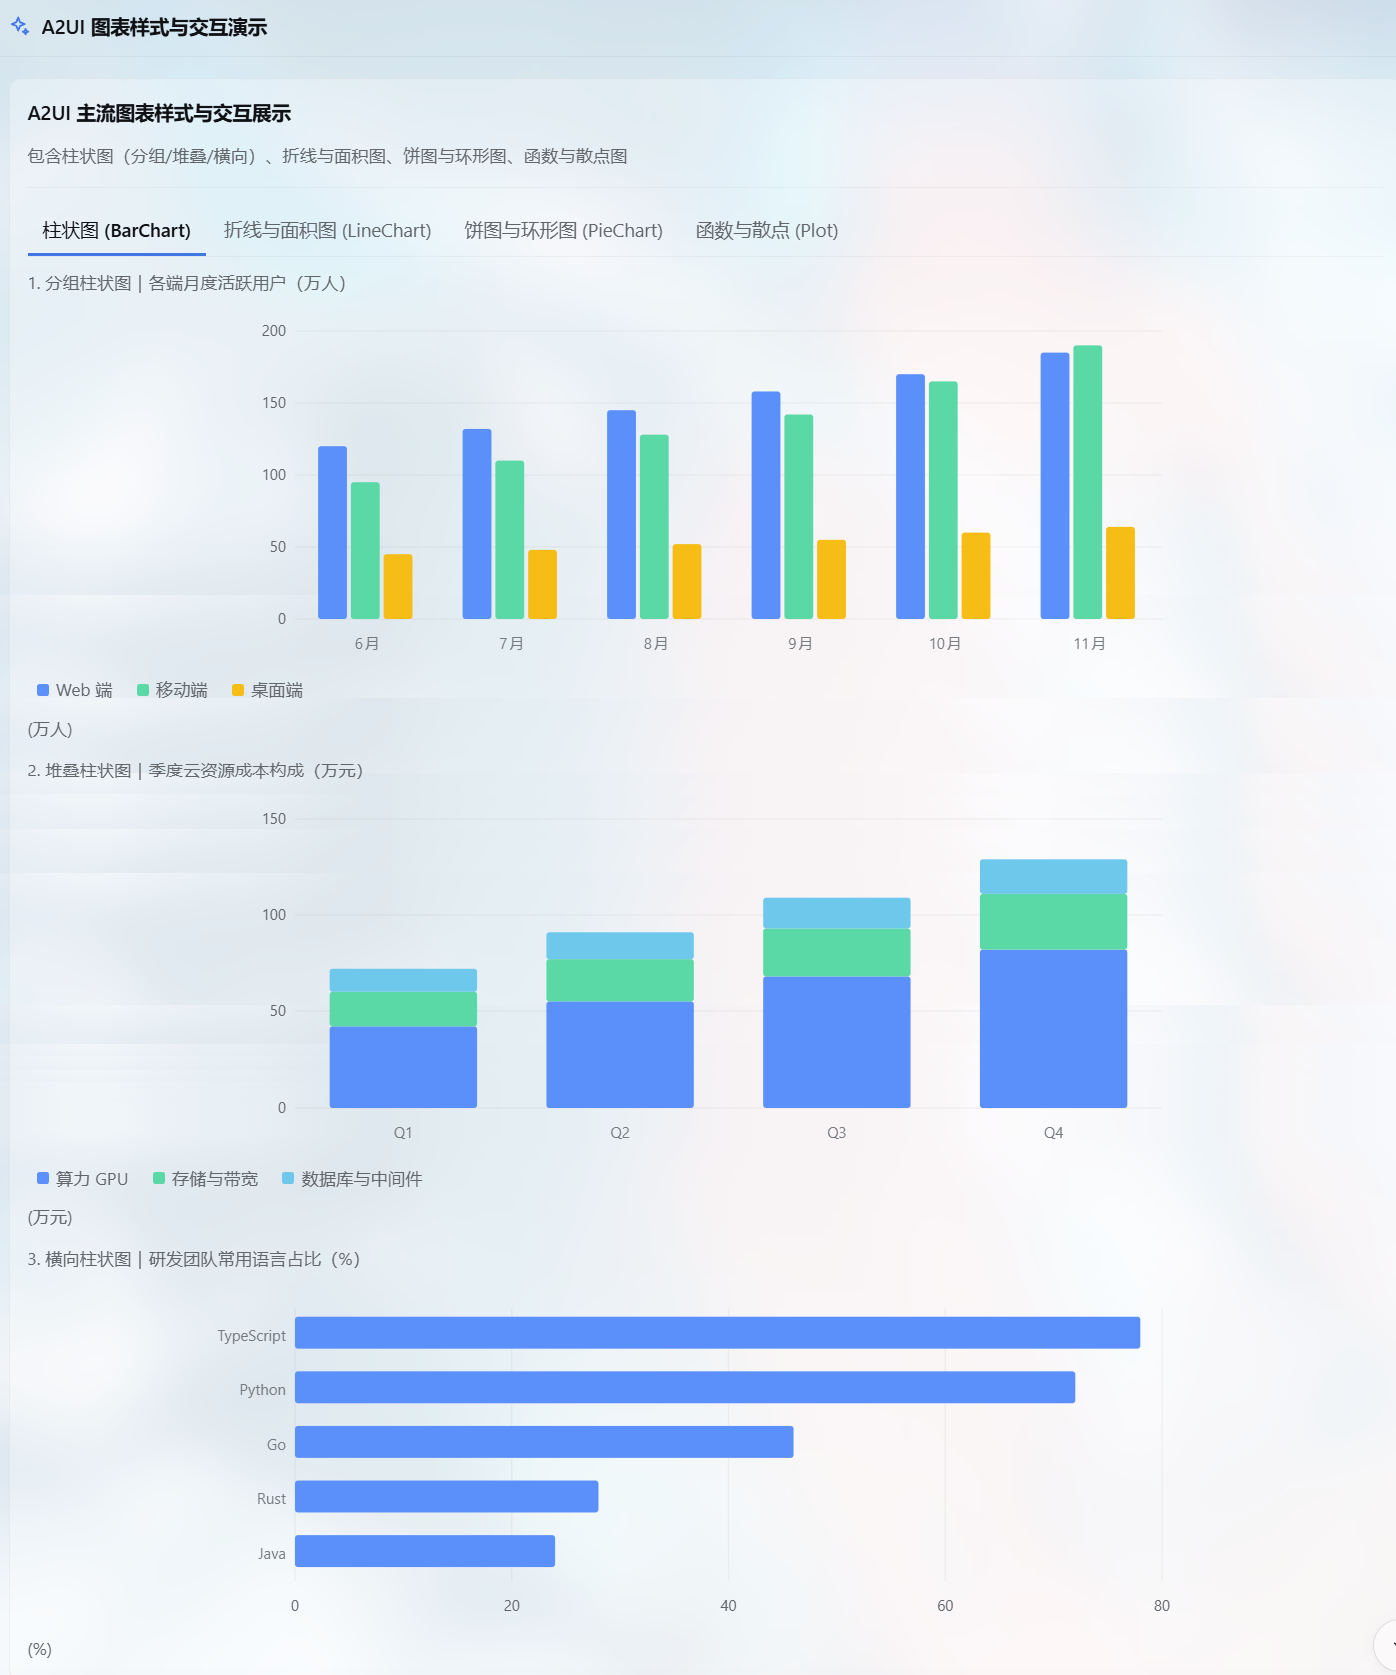 A2UI 图表样式与交互演示
A2UI 主流图表样式与交互展示
包含柱状图（分组/堆叠/横向）、折线与面积图、饼图与环形图、函数与散点图
柱状图 (BarChart) 折线与面积图 (LineChart) 饼图与环形图 (PieChart) 函数与散点 (Plot)
1. 分组柱状图 | 各端月度活跃用户（万人）
200
150
100
50
0
6月 7月 8月 9月 10月 11月
Web 端 移动端 桌面端
(万人)
2. 堆叠柱状图 | 季度云资源成本构成（万元）
150
100
50
0
Q1 Q2 Q3 Q4
算力 GPU 存储与带宽 数据库与中间件
(万元)
3. 横向柱状图 | 研发团队常用语言占比（%）
TypeScript
Python
Go
Rust
Java
0 20 40 60 80
(%)